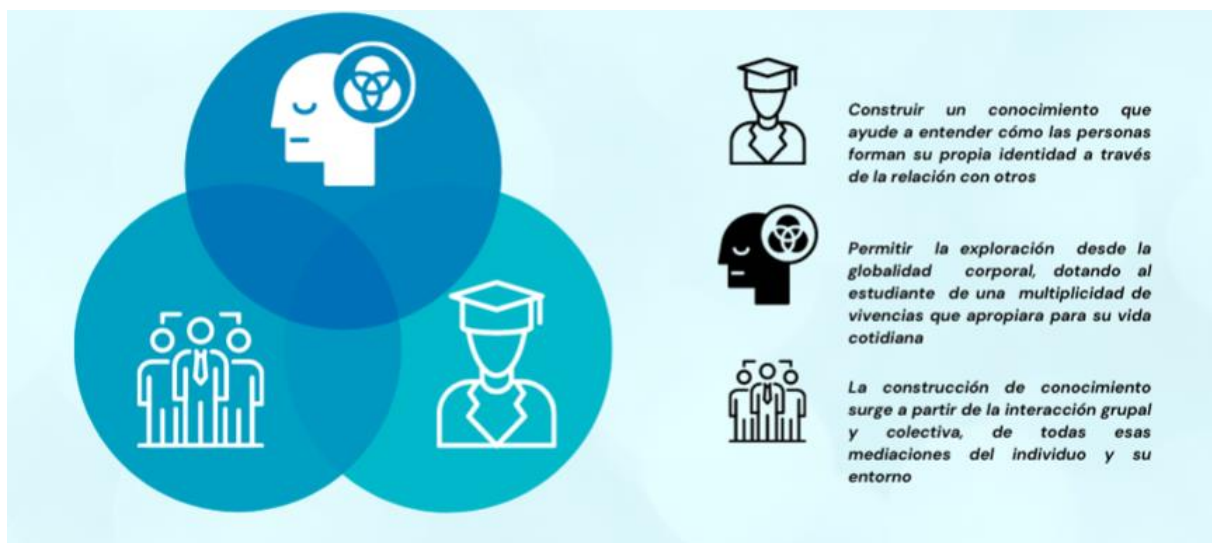 Construir un conocimiento que
ayude a entender cómo las personas
forman su propia identidad a través
de la relación con otros
Permitir la exploración desde la
globalidad corporal, dotando al
estudiante de una multiplicidad de
vivencias que apropiara para su vida
cotidiana
La construcción de conocimiento
surge a partir de la interacción grupal
y colectiva, de todas esas
mediaciones del individuo y su
entorno